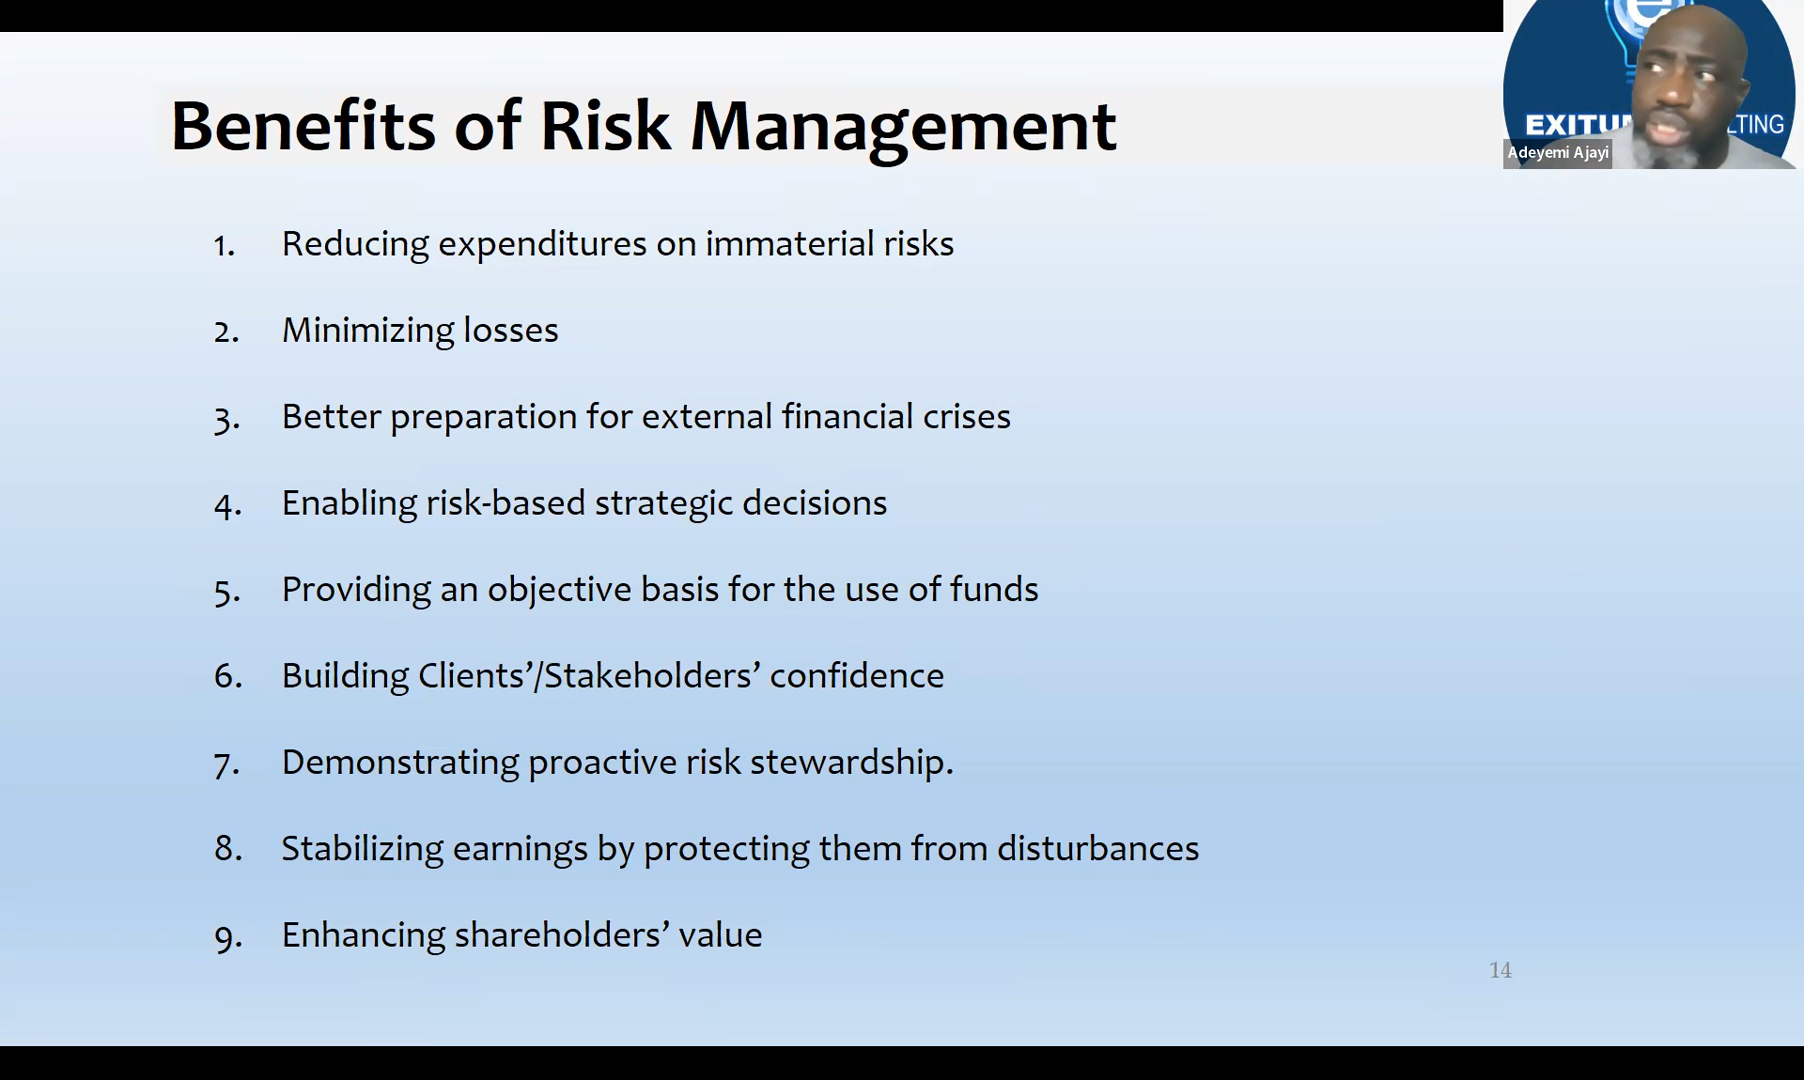 Benefits of Risk Management
1. Reducing expenditures on immaterial risks
2. Minimizing losses
3. Better preparation for external financial crises
4. Enabling risk-based strategic decisions
5. Providing an objective basis for the use of funds
6. Building Clients’/Stakeholders’ confidence
7. Demonstrating proactive risk stewardship.
8. Stabilizing earnings by protecting them from disturbances
9. Enhancing shareholders’ value
14
Adeyemi Ajayi